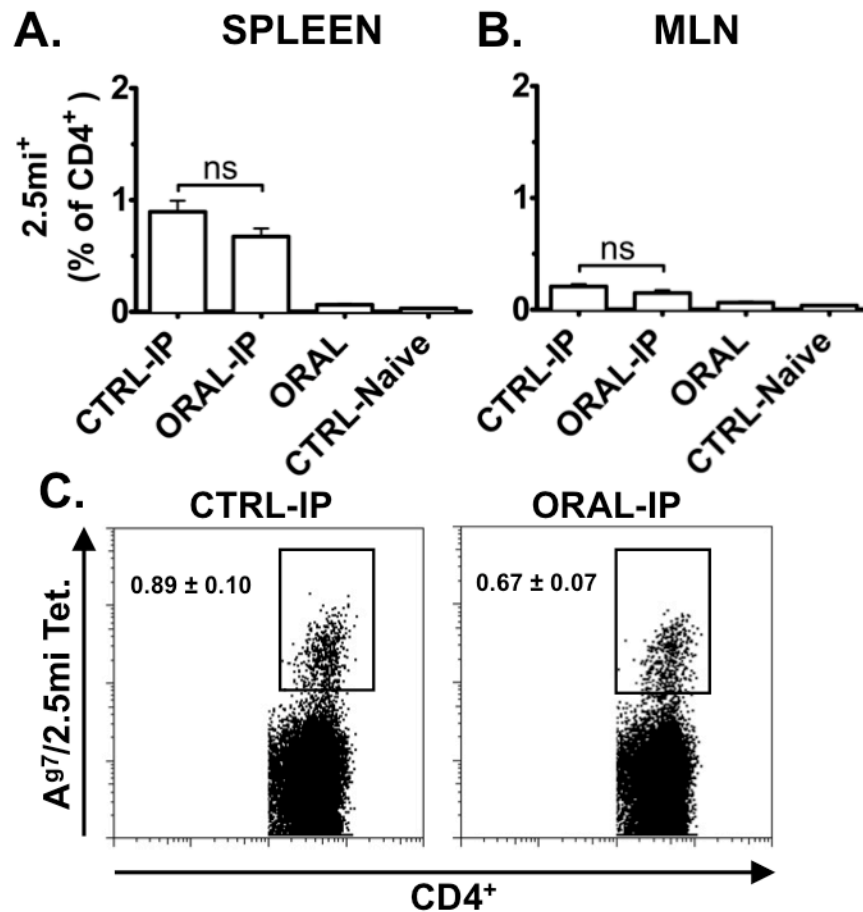 A. SPLEEN
2.5mi⁺
(% of CD4⁺)
2
1
0
ns
CTRL-IP
ORAL-IP
ORAL
CTRL-Naive
B. MLN
2
1
0
ns
CTRL-IP
ORAL-IP
ORAL
CTRL-Naive
C.
CTRL-IP
ORAL-IP
0.89 ± 0.10
0.67 ± 0.07
Aᵍ⁷/2.5mi Tet.
CD4⁺